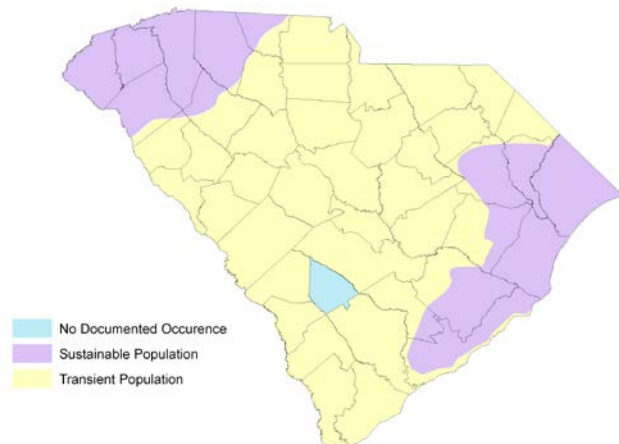 No Documented Occurence
Sustainable Population
Transient Population